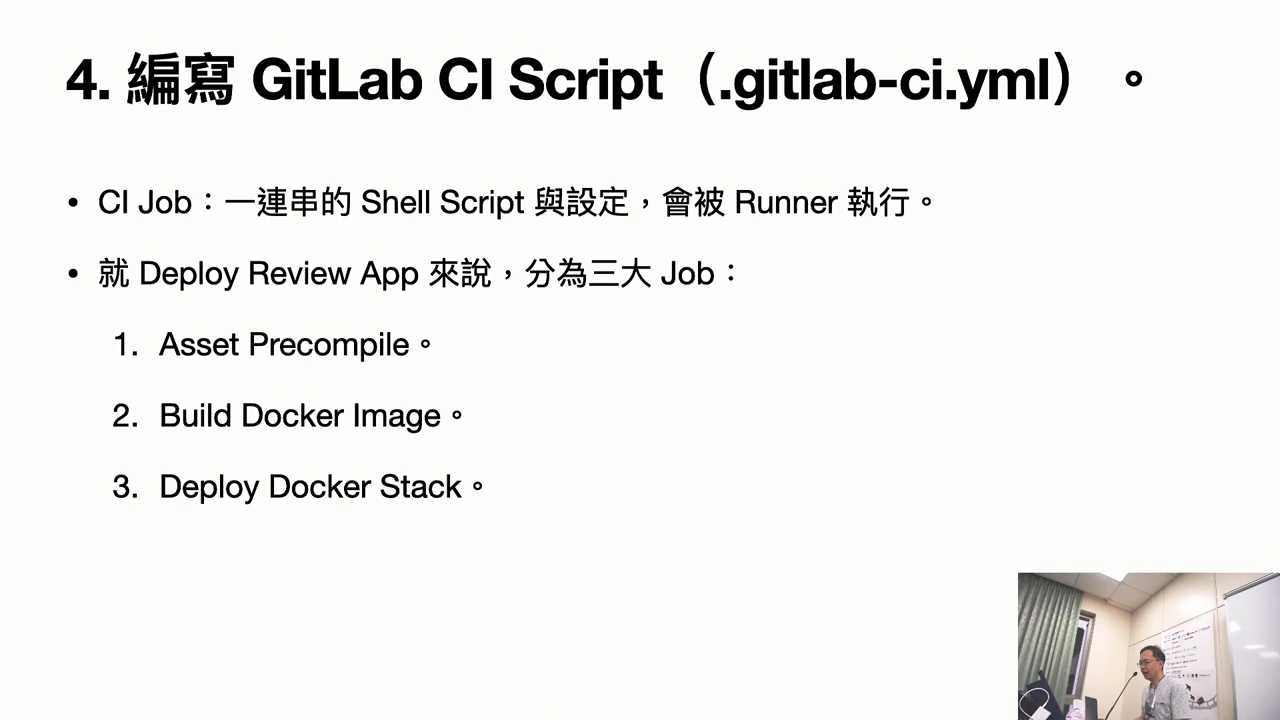 4. 編寫 GitLab CI Script（.gitlab-ci.yml）。
• CI Job：一連串的 Shell Script 與設定，會被 Runner 執行。
• 就 Deploy Review App 來說，分為三大 Job：
1. Asset Precompile。
2. Build Docker Image。
3. Deploy Docker Stack。